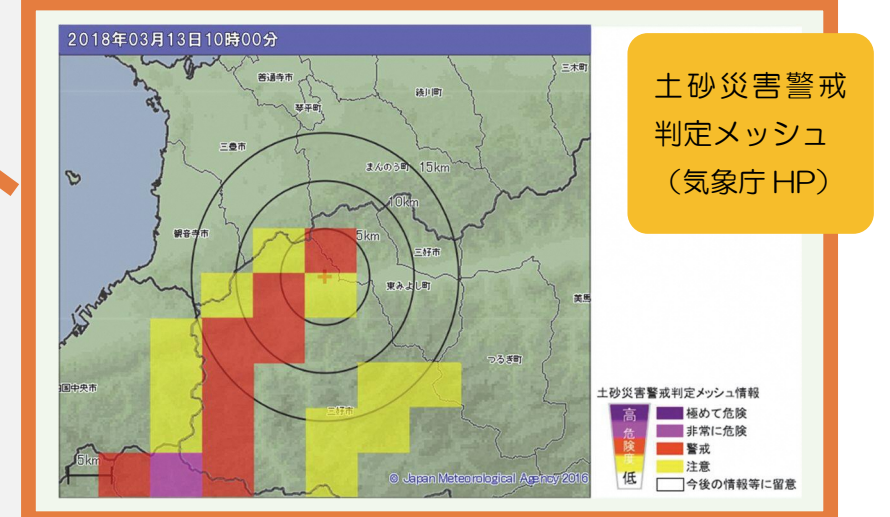 2018年03月13日10時00分
土砂災害警戒
判定メッシュ
（気象庁HP）
三木町
善通寺市
綾川町
琴平町
三豊市
まんのう町
15km
10km
観音寺市
5km
三好市
東みよし町
美馬
つるぎ町
国中央市
三好市
5km
© Japan Meteorological Agency 2016
土砂災害警戒判定メッシュ情報
高
危
険
度
低
極めて危険
非常に危険
警戒
注意
今後の情報等に留意